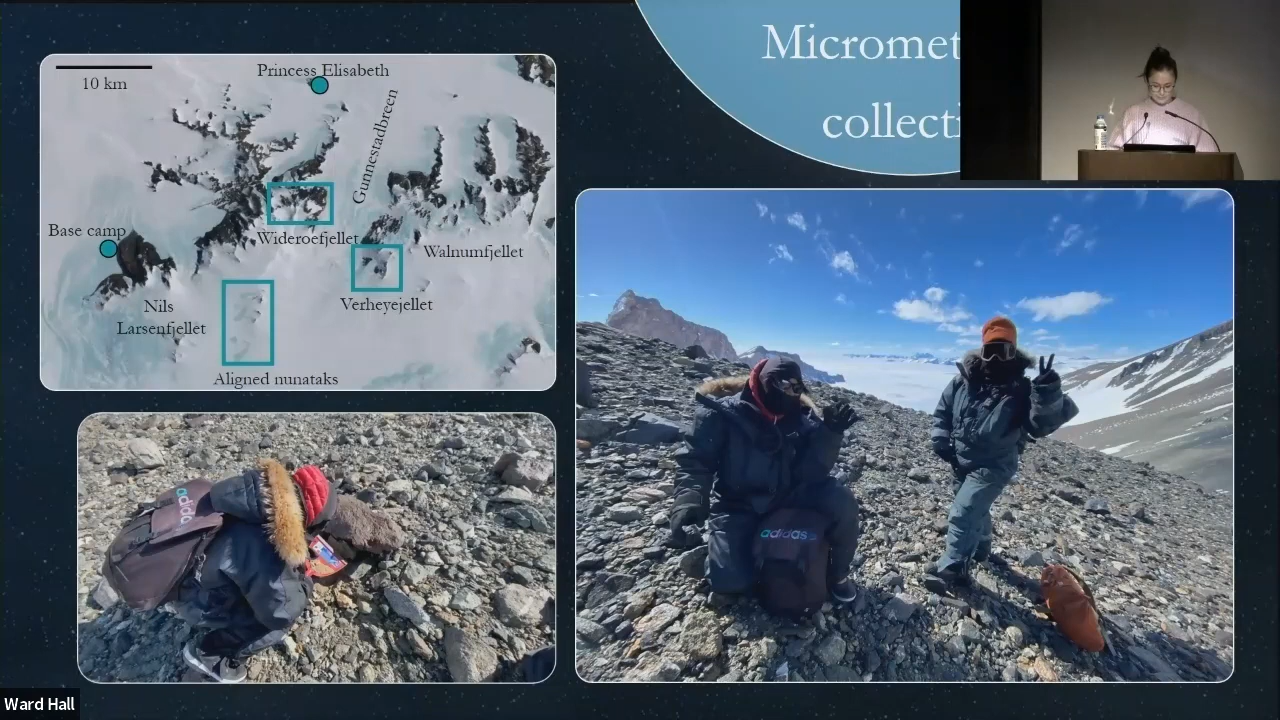 Micromet
collecti
Princess Elisabeth
10 km
Gunnestadbreen
Base camp
Wideroefjellet
Walnumfjellet
Verheyejellet
Nils
Larsenfjellet
Aligned nunataks
adidas
adidas
Ward Hall